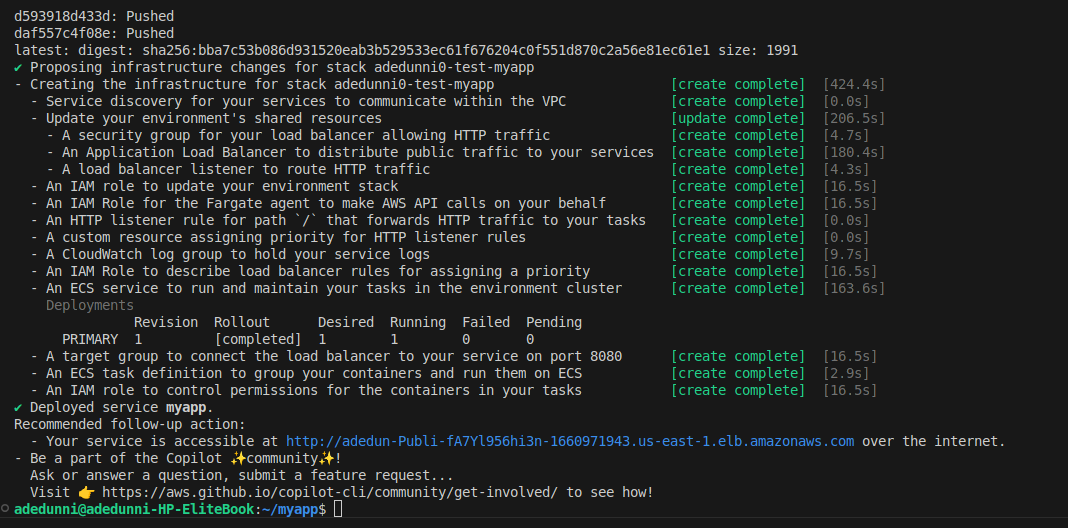 d593918d433d: Pushed
daf557c4f08e: Pushed
latest: digest: sha256:bba7c53b086d931520eab3b529533ec61f676204c0f551d870c2a56e81ec61e1 size: 1991
✔ Proposing infrastructure changes for stack adedunni0-test-myapp
- Creating the infrastructure for stack adedunni0-test-myapp [create complete] [424.4s]
- Service discovery for your services to communicate within the VPC [create complete] [0.0s]
- Update your environment's shared resources [update complete] [206.5s]
- A security group for your load balancer allowing HTTP traffic [create complete] [4.7s]
- An Application Load Balancer to distribute public traffic to your services [create complete] [180.4s]
- A load balancer listener to route HTTP traffic [create complete] [4.3s]
- An IAM role to update your environment stack [create complete] [16.5s]
- An IAM Role for the Fargate agent to make AWS API calls on your behalf [create complete] [16.5s]
- An HTTP listener rule for path `/` that forwards HTTP traffic to your tasks [create complete] [0.0s]
- A custom resource assigning priority for HTTP listener rules [create complete] [0.0s]
- A CloudWatch log group to hold your service logs [create complete] [9.7s]
- An IAM Role to describe load balancer rules for assigning a priority [create complete] [16.5s]
- An ECS service to run and maintain your tasks in the environment cluster [create complete] [163.6s]
Deployments
Revision Rollout Desired Running Failed Pending
PRIMARY 1 [completed] 1 1 0 0
- A target group to connect the load balancer to your service on port 8080 [create complete] [16.5s]
- An ECS task definition to group your containers and run them on ECS [create complete] [2.9s]
- An IAM role to control permissions for the containers in your tasks [create complete] [16.5s]
✔ Deployed service myapp.
Recommended follow-up action:
- Your service is accessible at http://adedun-Publi-fA7Yl956hi3n-1660971943.us-east-1.elb.amazonaws.com over the internet.
- Be a part of the Copilot ✨community✨!
Ask or answer a question, submit a feature request...
Visit 👉 https://aws.github.io/copilot-cli/community/get-involved/ to see how!
adedunni@adedunni-HP-EliteBook:~/myapp$